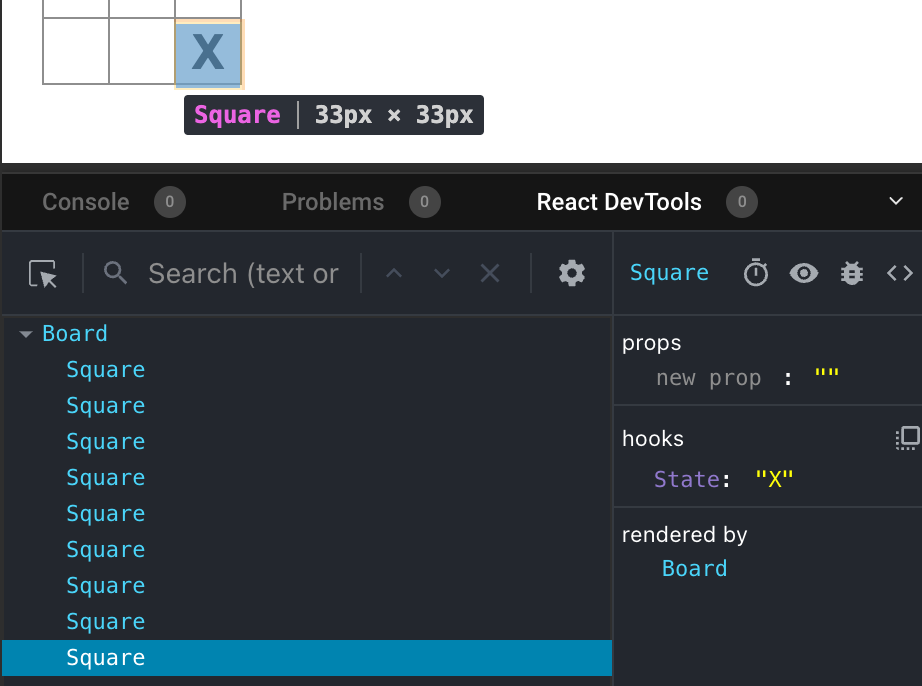 X
Square | 33px × 33px
Console 0 Problems 0 React DevTools 0
Search (text or
Square
Board
Square
Square
Square
Square
Square
Square
Square
Square
Square
props
new prop : ""
hooks
State: "X"
rendered by
Board